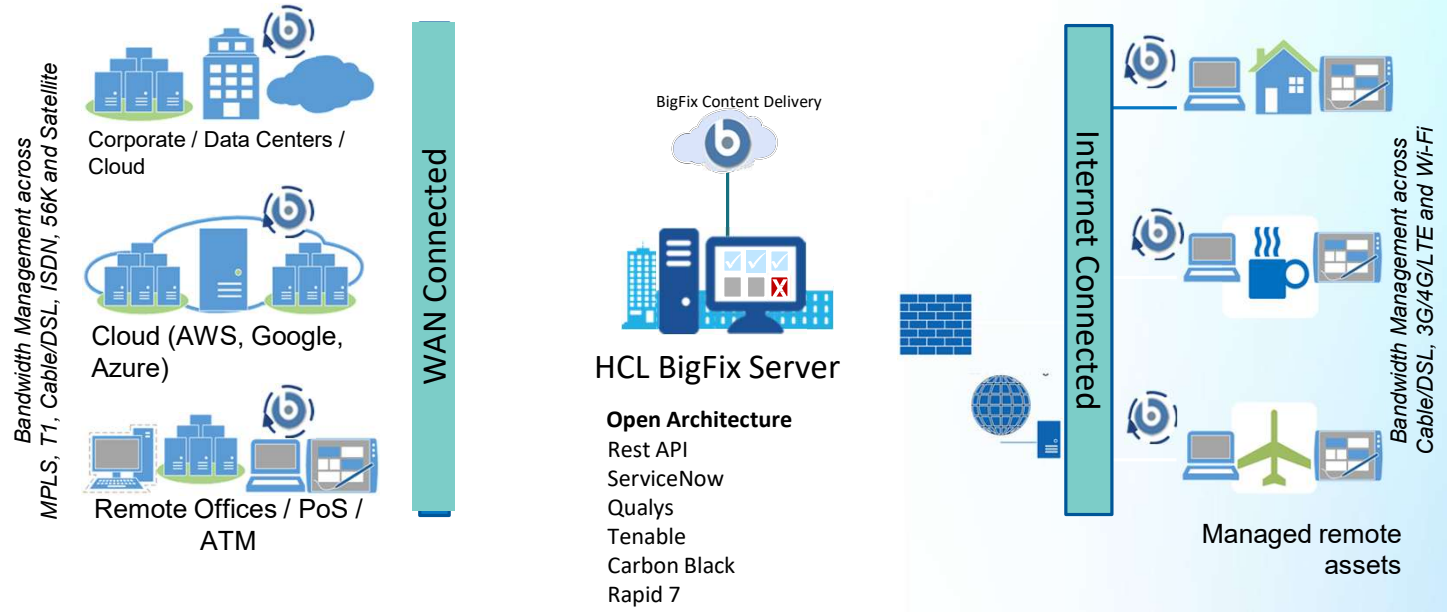 Bandwidth Management across
MPLS, T1, Cable/DSL, ISDN, 56K and Satellite
Corporate / Data Centers /
Cloud
Cloud (AWS, Google,
Azure)
Remote Offices / PoS /
ATM
WAN Connected
BigFix Content Delivery
HCL BigFix Server
Open Architecture
Rest API
ServiceNow
Qualys
Tenable
Carbon Black
Rapid 7
Internet Connected
Managed remote
assets
Bandwidth Management across
Cable/DSL, 3G/4G/LTE and Wi-Fi